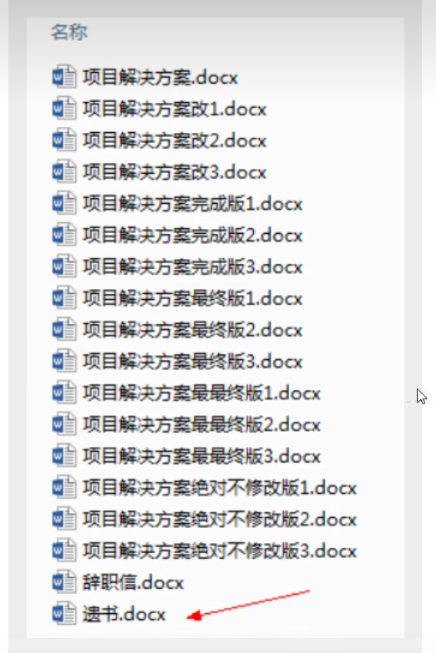 名称
项目解决方案.docx
项目解决方案改1.docx
项目解决方案改2.docx
项目解决方案改3.docx
项目解决方案完成版1.docx
项目解决方案完成版2.docx
项目解决方案完成版3.docx
项目解决方案最终版1.docx
项目解决方案最终版2.docx
项目解决方案最终版3.docx
项目解决方案最最终版1.docx
项目解决方案最最终版2.docx
项目解决方案最最终版3.docx
项目解决方案绝对不修改版1.docx
项目解决方案绝对不修改版2.docx
项目解决方案绝对不修改版3.docx
辞职信.docx
遗书.docx